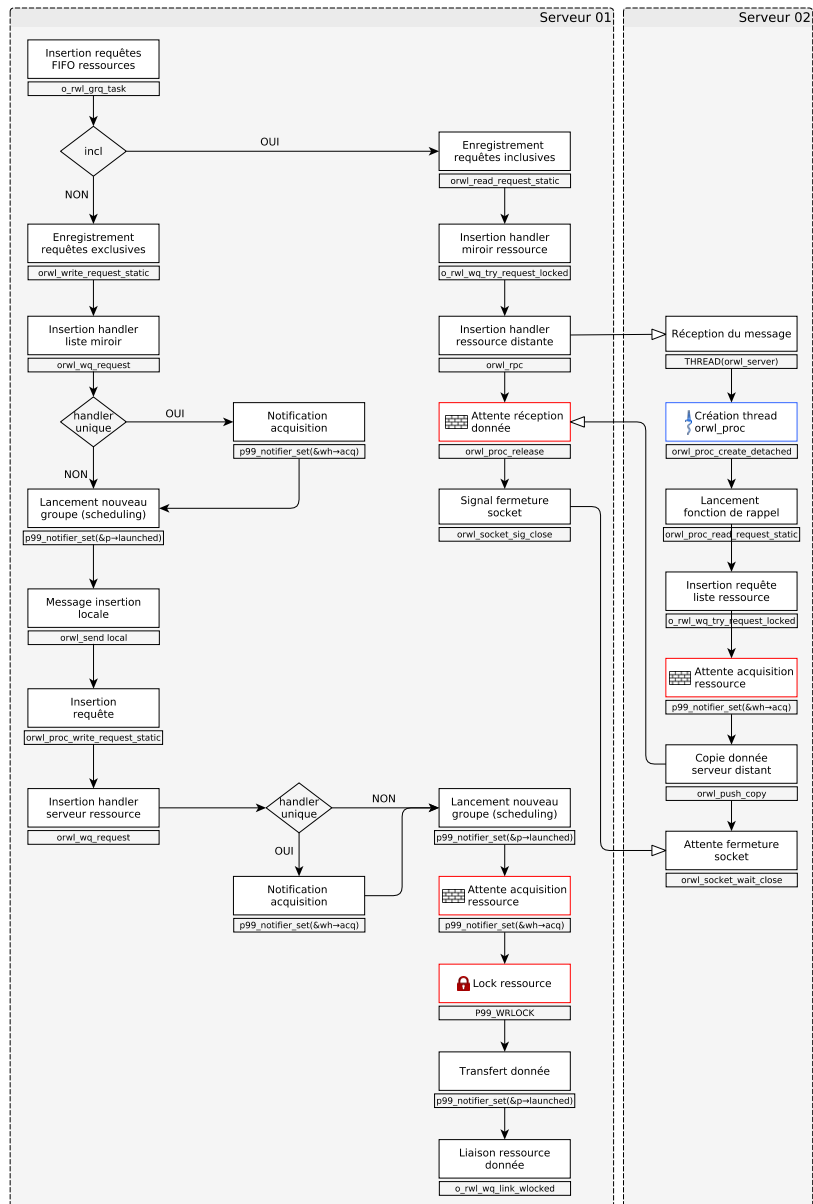 Serveur 01
Serveur 02
Insertion requêtes
FIFO ressources
o_rwl_grq_task
incl
OUI
NON
Enregistrement
requêtes inclusives
orwl_read_request_static
Enregistrement
requêtes exclusives
orwl_write_request_static
Insertion handler
miroir ressource
o_rwl_wq_try_request_locked
Insertion handler
liste miroir
orwl_wq_request
Insertion handler
ressource distante
orwl_rpc
Réception du message
THREAD(orwl_server)
handler
unique
OUI
NON
Notification
acquisition
p99_notifier_set(&wh→acq)
Attente réception
donnée
orwl_proc_release
Création thread
orwl_proc
orwl_proc_create_detached
Lancement nouveau
groupe (scheduling)
p99_notifier_set(&p→launched)
Signal fermeture
socket
orwl_socket_sig_close
Lancement
fonction de rappel
orwl_proc_read_request_static
Message insertion
locale
orwl_send local
Insertion requête
liste ressource
o_rwl_wq_try_request_locked
Insertion
requête
orwl_proc_write_request_static
Attente acquisition
ressource
p99_notifier_set(&wh→acq)
Copie donnée
serveur distant
orwl_push_copy
Insertion handler
serveur ressource
orwl_wq_request
handler
unique
NON
OUI
Lancement nouveau
groupe (scheduling)
p99_notifier_set(&p→launched)
Attente fermeture
socket
orwl_socket_wait_close
Notification
acquisition
p99_notifier_set(&wh→acq)
Attente acquisition
ressource
p99_notifier_set(&wh→acq)
Lock ressource
P99_WRLOCK
Transfert donnée
p99_notifier_set(&p→launched)
Liaison ressource
donnée
o_rwl_wq_link_wlocked